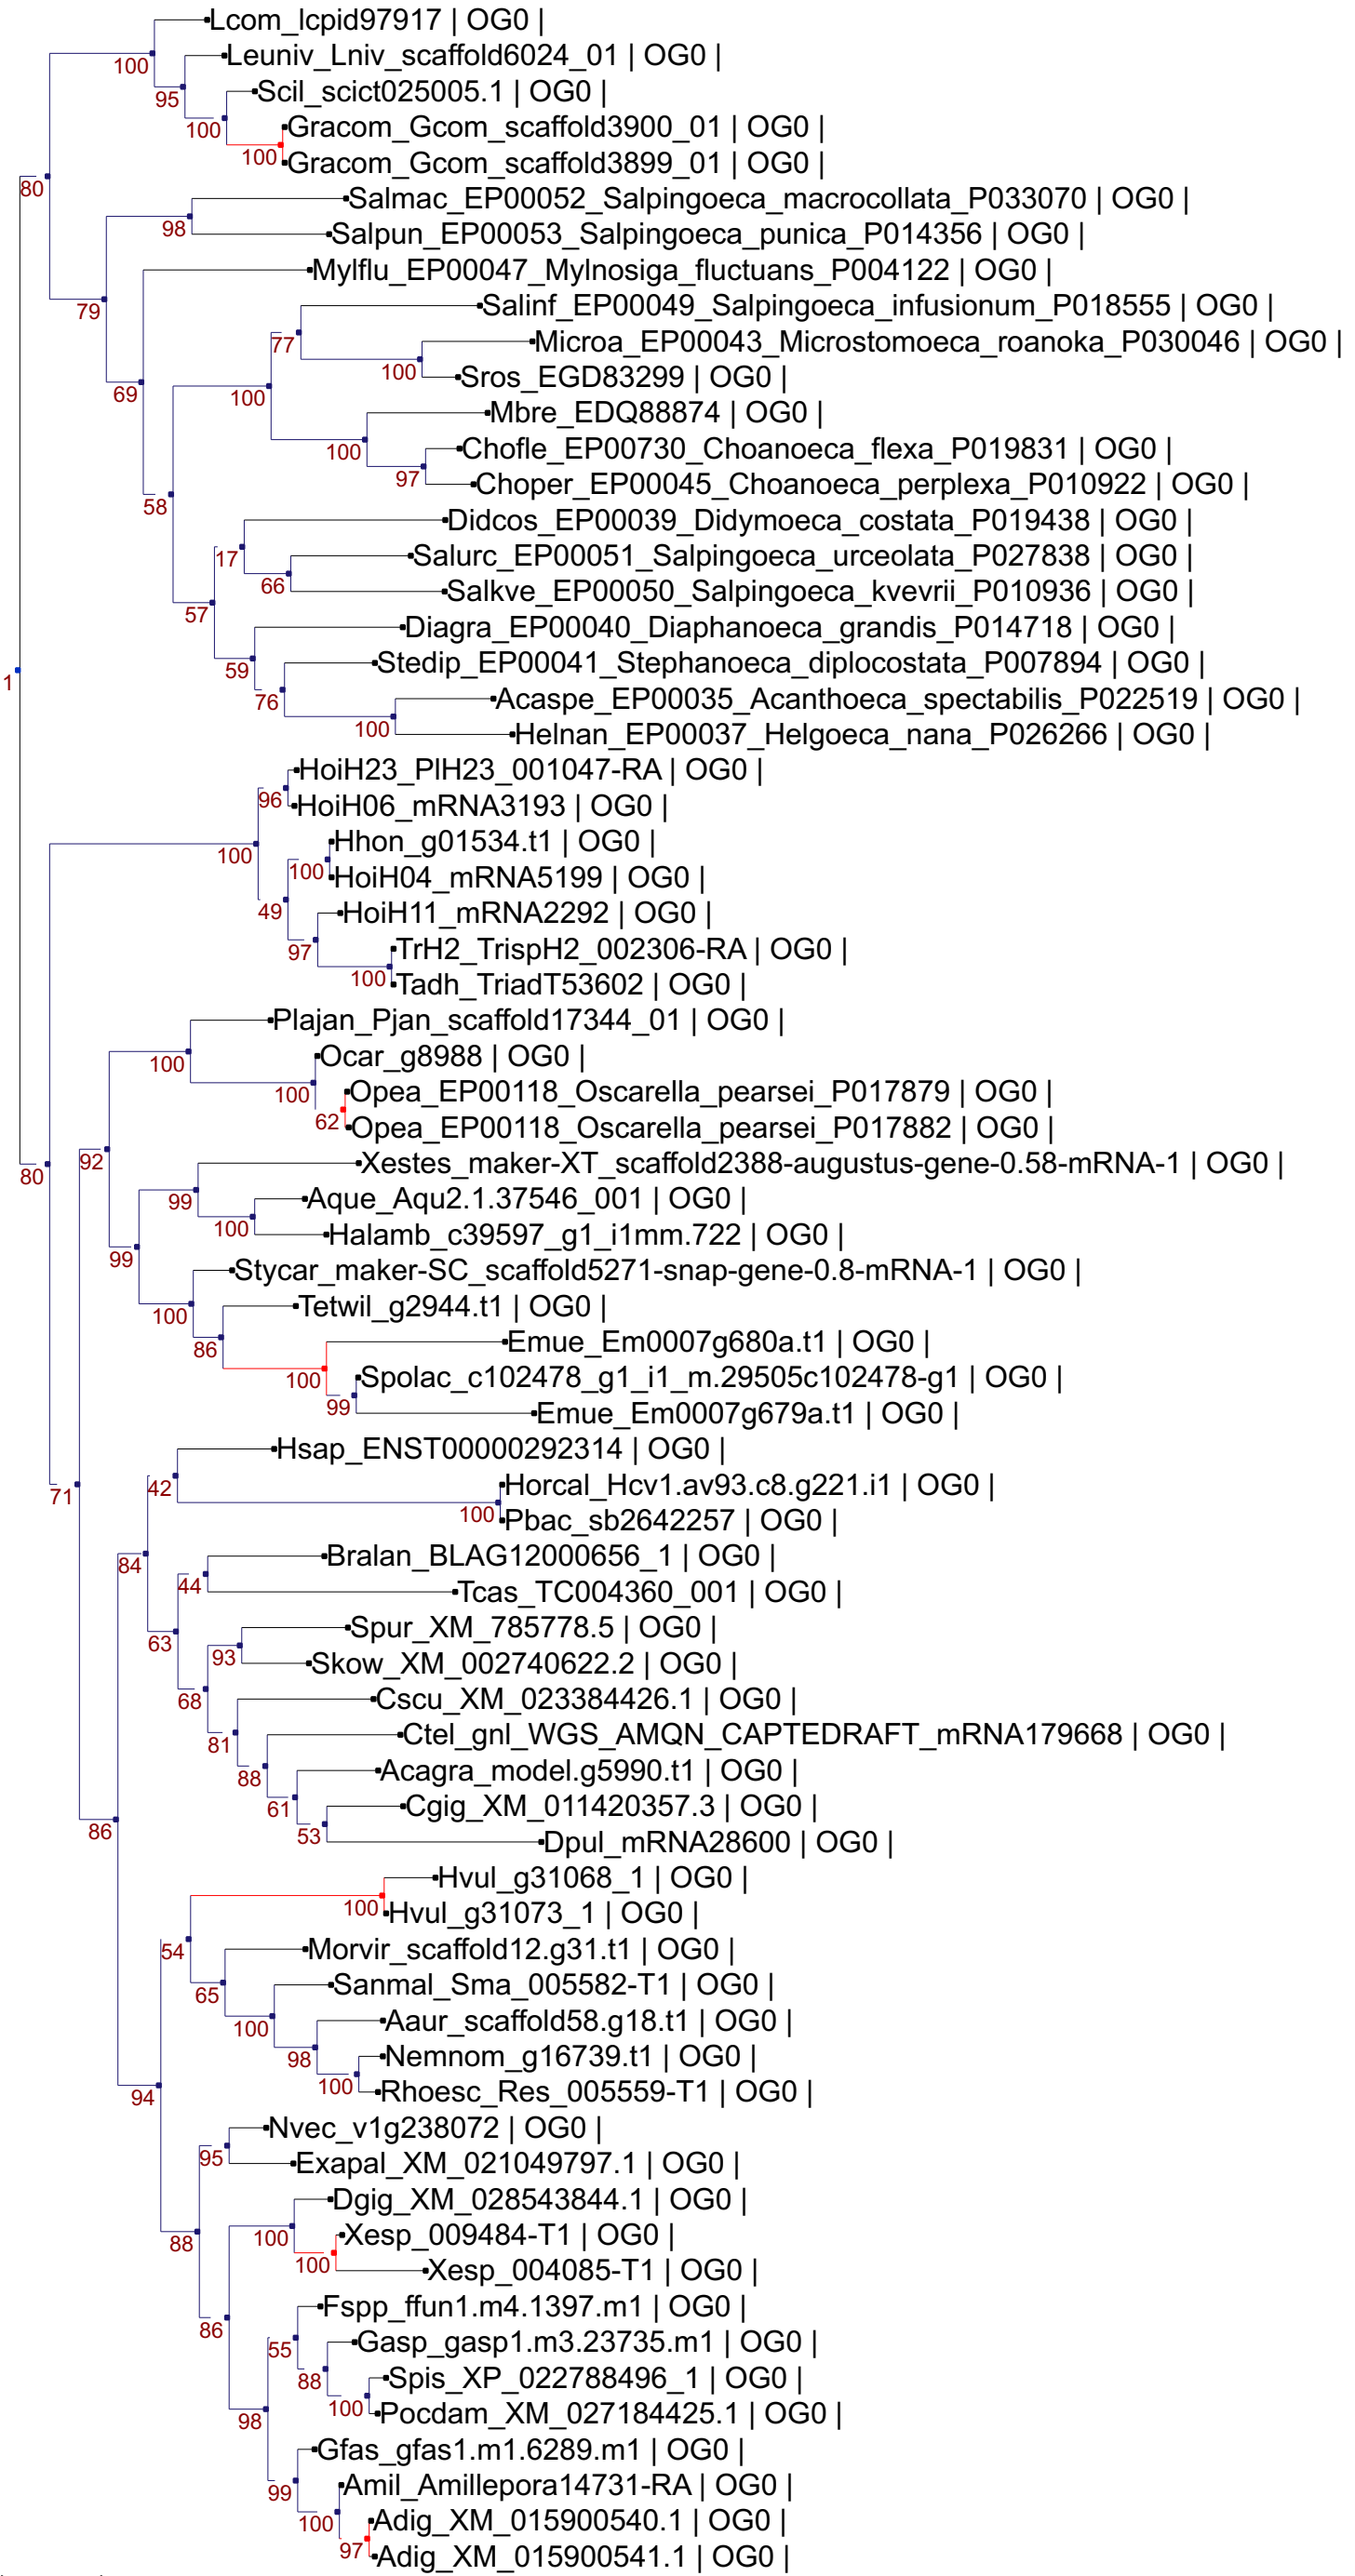 Lcom_lcpid97917 | OG0 |
100
Leuniv_Lniv_scaffold6024_01 | OG0 |
95
Scil_scict025005.1 | OG0 |
100
Gracom_Gcom_scaffold3900_01 | OG0 |
100
Gracom_Gcom_scaffold3899_01 | OG0 |
80
Salmac_EP00052_Salpingoeca_macrocollata_P033070 | OG0 |
98
Salpun_EP00053_Salpingoeca_punica_P014356 | OG0 |
Mylflu_EP00047_Mylnosiga_fluctuans_P004122 | OG0 |
79
Salinf_EP00049_Salpingoeca_infusionum_P018555 | OG0 |
77
Microa_EP00043_Microstomoeca_roanoka_P030046 | OG0 |
100
Sros_EGD83299 | OG0 |
69
100
Mbre_EDQ88874 | OG0 |
100
Chofle_EP00730_Choanoeca_flexa_P019831 | OG0 |
97
Choper_EP00045_Choanoeca_perplexa_P010922 | OG0 |
58
Didcos_EP00039_Didymoeca_costata_P019438 | OG0 |
17
Salurc_EP00051_Salpingoeca_urceolata_P027838 | OG0 |
66
Salkve_EP00050_Salpingoeca_kvevrii_P010936 | OG0 |
57
Diagra_EP00040_Diaphanoeca_grandis_P014718 | OG0 |
59
Stedip_EP00041_Stephanoeca_diplocostata_P007894 | OG0 |
1
76
Acaspe_EP00035_Acanthoeca_spectabilis_P022519 | OG0 |
100
Helnan_EP00037_Helgoeca_nana_P026266 | OG0 |
HoiH23_PlH23_001047-RA | OG0 |
96
HoiH06_mRNA3193 | OG0 |
100
Hhon_g01534.t1 | OG0 |
100
HoiH04_mRNA5199 | OG0 |
49
HoiH11_mRNA2292 | OG0 |
97
TrH2_TrispH2_002306-RA | OG0 |
100
Tadh_TriadT53602 | OG0 |
Plajan_Pjan_scaffold17344_01 | OG0 |
100
Ocar_g8988 | OG0 |
100
Opea_EP00118_Oscarella_pearsei_P017879 | OG0 |
62
Opea_EP00118_Oscarella_pearsei_P017882 | OG0 |
92
80
Xestes_maker-XT_scaffold2388-augustus-gene-0.58-mRNA-1 | OG0 |
99
Aque_Aqu2.1.37546_001 | OG0 |
100
Halamb_c39597_g1_i1mm.722 | OG0 |
99
Stycar_maker-SC_scaffold5271-snap-gene-0.8-mRNA-1 | OG0 |
100
Tetwil_g2944.t1 | OG0 |
86
Emue_Em0007g680a.t1 | OG0 |
100
Spolac_c102478_g1_i1_m.29505c102478-g1 | OG0 |
99
Emue_Em0007g679a.t1 | OG0 |
Hsap_ENST00000292314 | OG0 |
42
71
Horcal_Hcv1.av93.c8.g221.i1 | OG0 |
100
Pbac_sb2642257 | OG0 |
84
Bralan_BLAG12000656_1 | OG0 |
44
Tcas_TC004360_001 | OG0 |
63
Spur_XM_785778.5 | OG0 |
93
Skow_XM_002740622.2 | OG0 |
68
Cscu_XM_023384426.1 | OG0 |
81
Ctel_gnl_WGS_AMQN_CAPTEDRAFT_mRNA179668 | OG0 |
88
Acagra_model.g5990.t1 | OG0 |
61
Cgig_XM_011420357.3 | OG0 |
86
53
Dpul_mRNA28600 | OG0 |
Hvul_g31068_1 | OG0 |
100
Hvul_g31073_1 | OG0 |
54
Morvir_scaffold12.g31.t1 | OG0 |
65
Sanmal_Sma_005582-T1 | OG0 |
100
Aaur_scaffold58.g18.t1 | OG0 |
98
Nemnom_g16739.t1 | OG0 |
100
Rhoesc_Res_005559-T1 | OG0 |
94
Nvec_v1g238072 | OG0 |
95
Exapal_XM_021049797.1 | OG0 |
Dgig_XM_028543844.1 | OG0 |
88
100
Xesp_009484-T1 | OG0 |
100
Xesp_004085-T1 | OG0 |
Fspp_ffun1.m4.1397.m1 | OG0 |
86
55
Gasp_gasp1.m3.23735.m1 | OG0 |
88
Spis_XP_022788496_1 | OG0 |
100
Pocdam_XM_027184425.1 | OG0 |
98
Gfas_gfas1.m1.6289.m1 | OG0 |
99
Amil_Amillepora14731-RA | OG0 |
100
Adig_XM_015900540.1 | OG0 |
97
Adig_XM_015900541.1 | OG0 |